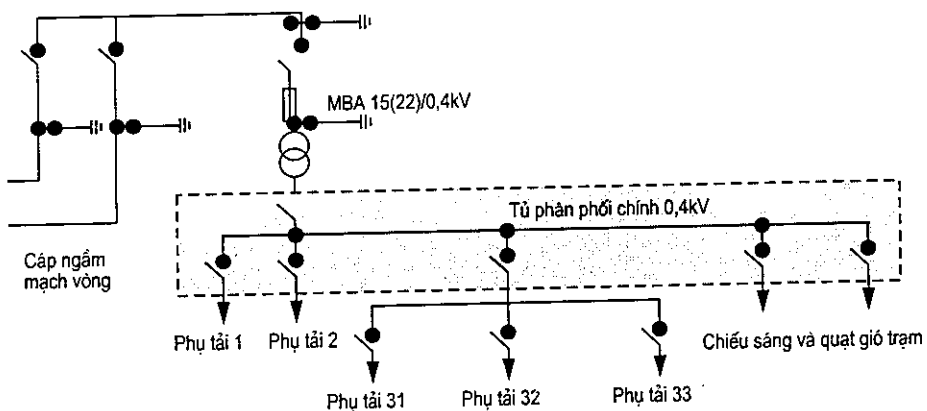 MBA 15(22)/0,4kV
Tủ phân phối chính 0,4kV
Cáp ngầm
mạch vòng
Phụ tải 1
Phụ tải 2
Chiếu sáng và quạt gió trạm
Phụ tải 31
Phụ tải 32
Phụ tải 33